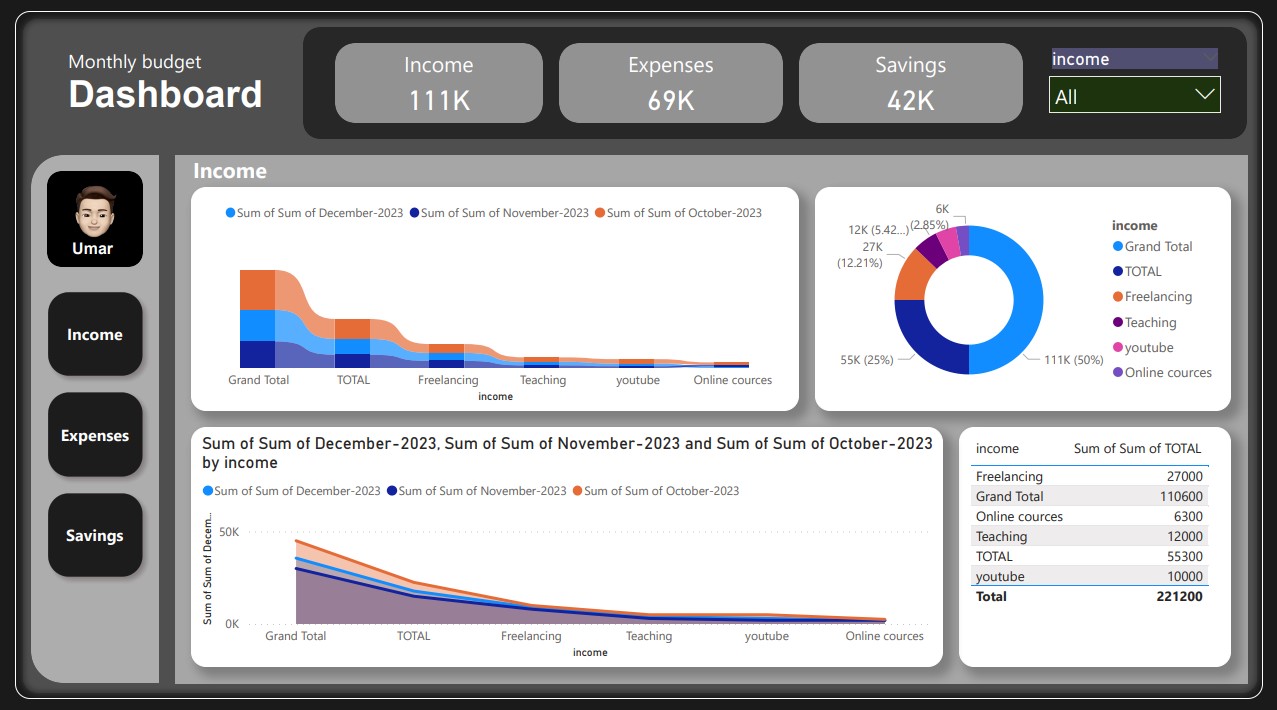 Monthly budget
Dashboard
Income
111K
Expenses
69K
Savings
42K
income
All
Umar
Income
Expenses
Savings
Income
Sum of Sum of December-2023 Sum of Sum of November-2023 Sum of Sum of October-2023
Grand Total TOTAL Freelancing Teaching youtube Online cources
income
6K
(2.85%)
12K (5.42...)
27K
(12.21%)
55K (25%)
111K (50%)
income
Grand Total
TOTAL
Freelancing
Teaching
youtube
Online cources
Sum of Sum of December-2023, Sum of Sum of November-2023 and Sum of Sum of October-2023
by income
Sum of Sum of December-2023 Sum of Sum of November-2023 Sum of Sum of October-2023
Sum of Sum of Decem...
50K
0K
Grand Total TOTAL Freelancing Teaching youtube Online cources
income
income Sum of Sum of TOTAL
Freelancing 27000
Grand Total 110600
Online cources 6300
Teaching 12000
TOTAL 55300
youtube 10000
Total 221200